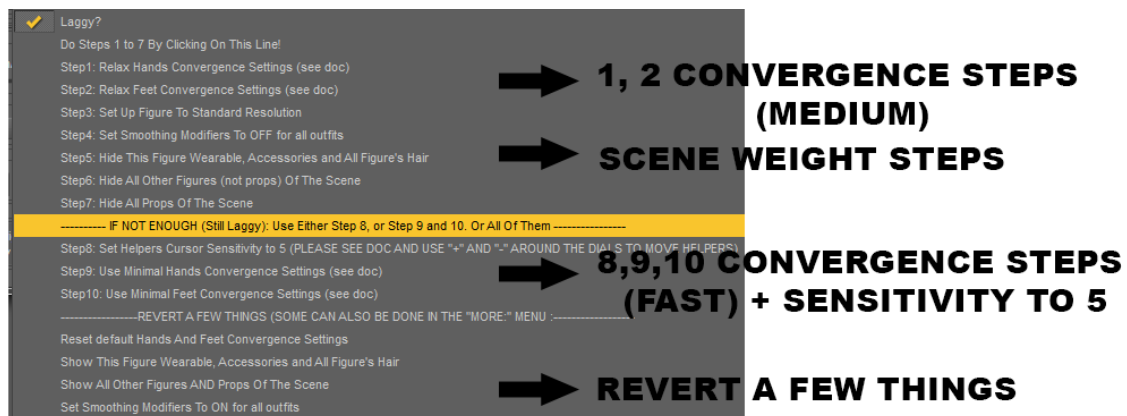 Laggy?
Do Steps 1 to 7 By Clicking On This Line!
Step1: Relax Hands Convergence Settings (see doc)
Step2: Relax Feet Convergence Settings (see doc)
Step3: Set Up Figure To Standard Resolution
Step4: Set Smoothing Modifiers To OFF for all outfits
Step5: Hide This Figure Wearable, Accessories and All Figure's Hair
Step6: Hide All Other Figures (not props) Of The Scene
Step7: Hide All Props Of The Scene
---------- IF NOT ENOUGH (Still Laggy): Use Either Step 8, or Step 9 and 10. Or All Of Them ----------------
Step8: Set Helpers Cursor Sensitivity to 5 (PLEASE SEE DOC AND USE "+" AND "-" AROUND THE DIALS TO MOVE HELPERS)
Step9: Use Minimal Hands Convergence Settings (see doc)
Step10: Use Minimal Feet Convergence Settings (see doc)
-----------------REVERT A FEW THINGS (SOME CAN ALSO BE DONE IN THE "MORE:" MENU :-----------------
Reset default Hands And Feet Convergence Settings
Show This Figure Wearable, Accessories and All Figure's Hair
Show All Other Figures AND Props Of The Scene
Set Smoothing Modifiers To ON for all outfits
1, 2 CONVERGENCE STEPS
(MEDIUM)
SCENE WEIGHT STEPS
8,9,10 CONVERGENCE STEPS
(FAST) + SENSITIVITY TO 5
REVERT A FEW THINGS